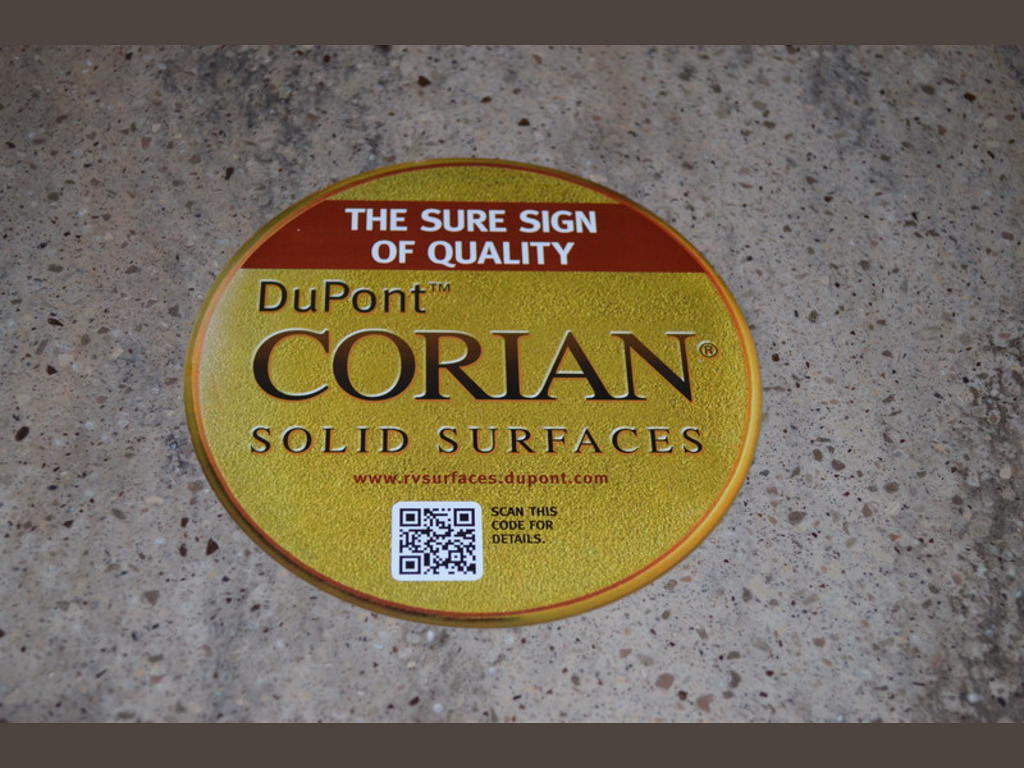 THE SURE SIGN
OF QUALITY
DuPont™
CORIAN®
SOLID SURFACES
www.rvsurfaces.dupont.com
SCAN THIS
CODE FOR
DETAILS.